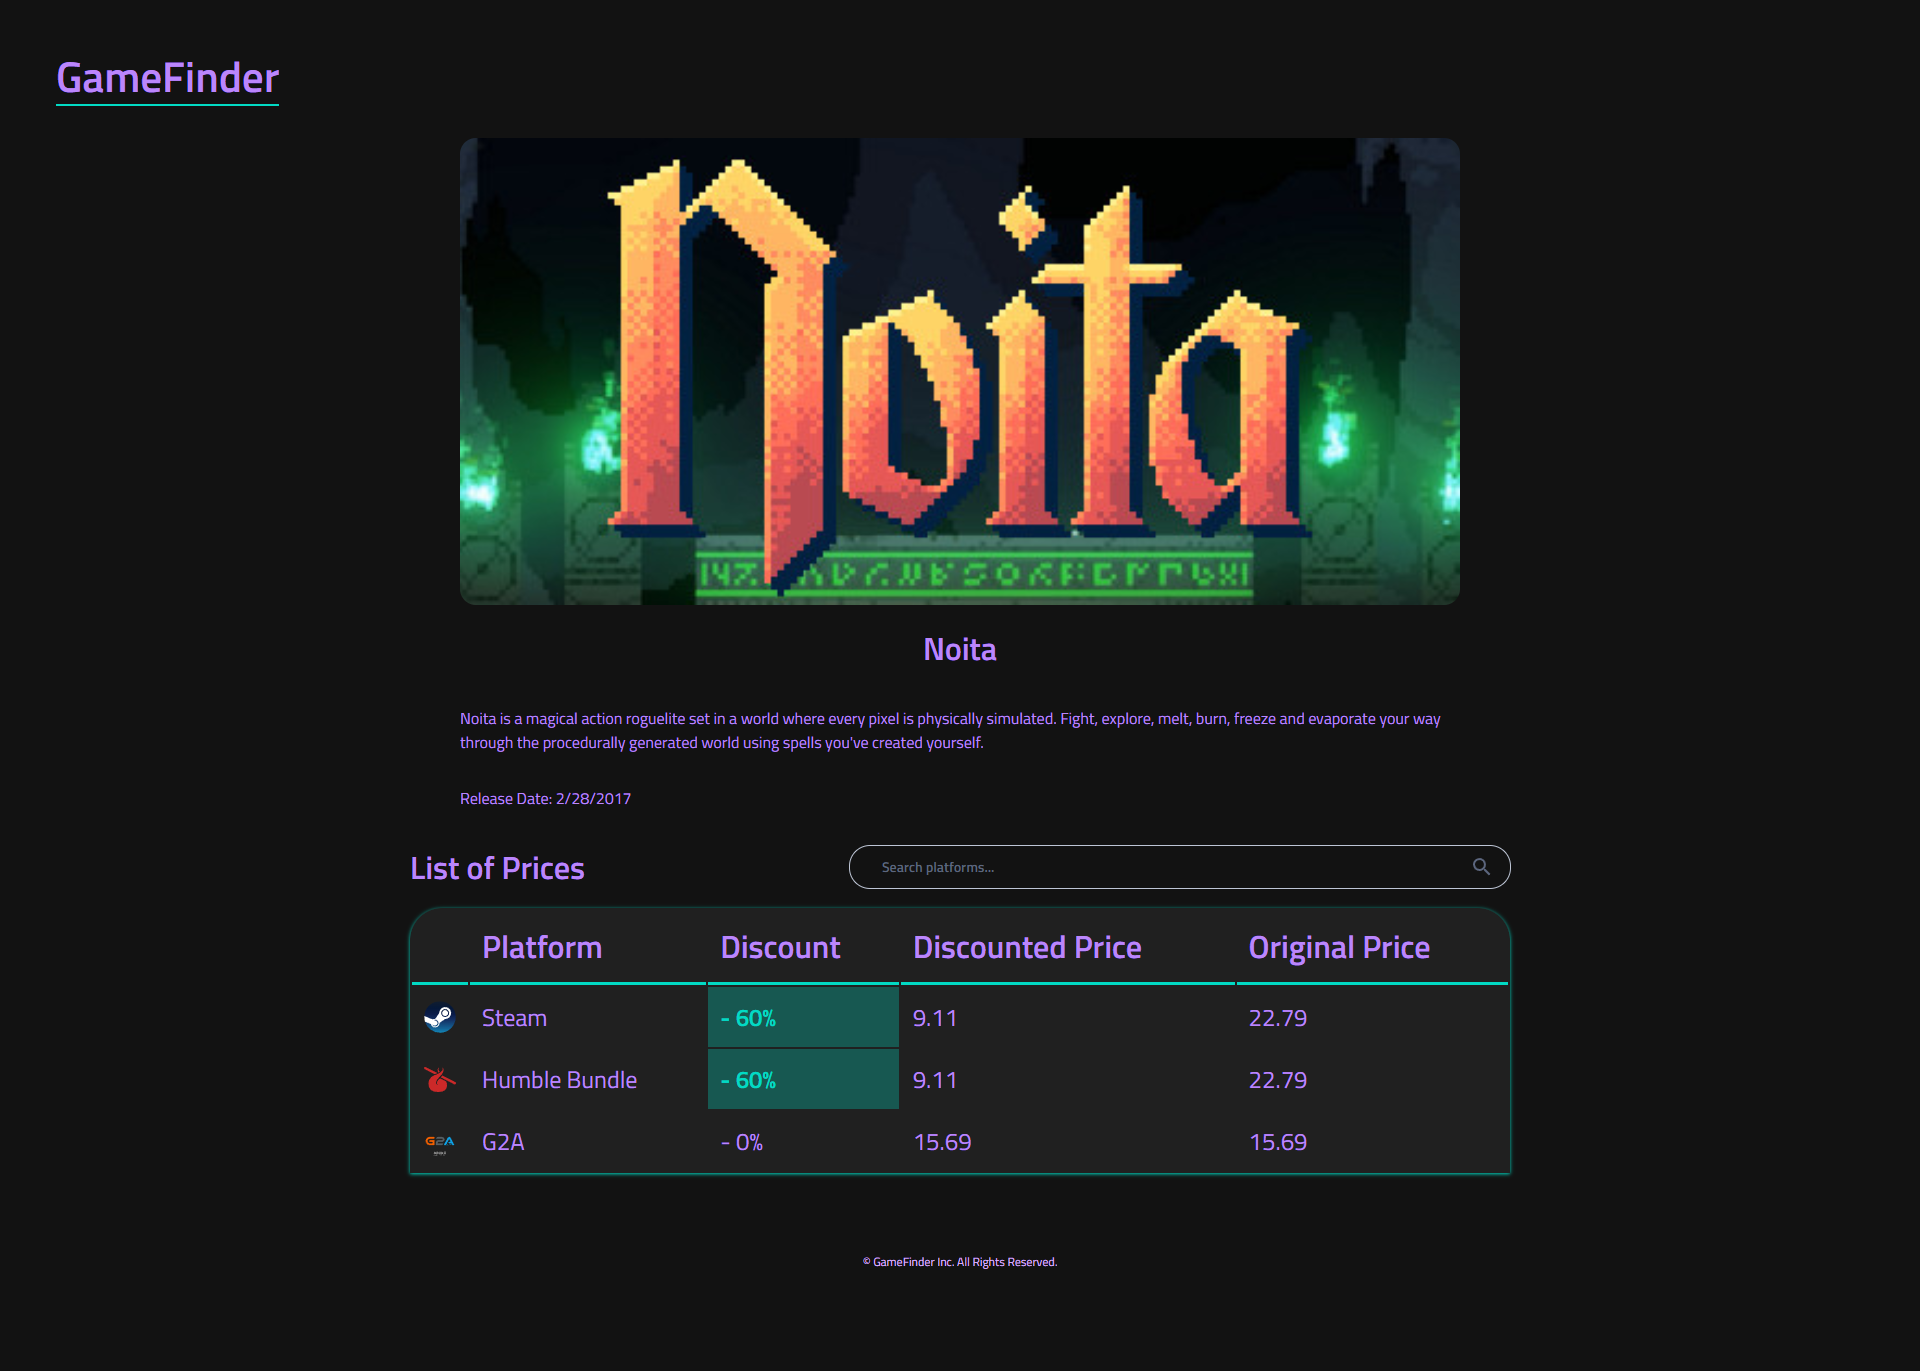 GameFinder
Noita
Noita
Noita is a magical action roguelite set in a world where every pixel is physically simulated. Fight, explore, melt, burn, freeze and evaporate your way
through the procedurally generated world using spells you've created yourself.
Release Date: 2/28/2017
List of Prices
Search platforms...
Platform Discount Discounted Price Original Price
Steam - 60% 9.11 22.79
Humble Bundle - 60% 9.11 22.79
G2A G2A - 0% 15.69 15.69
© GameFinder Inc. All Rights Reserved.